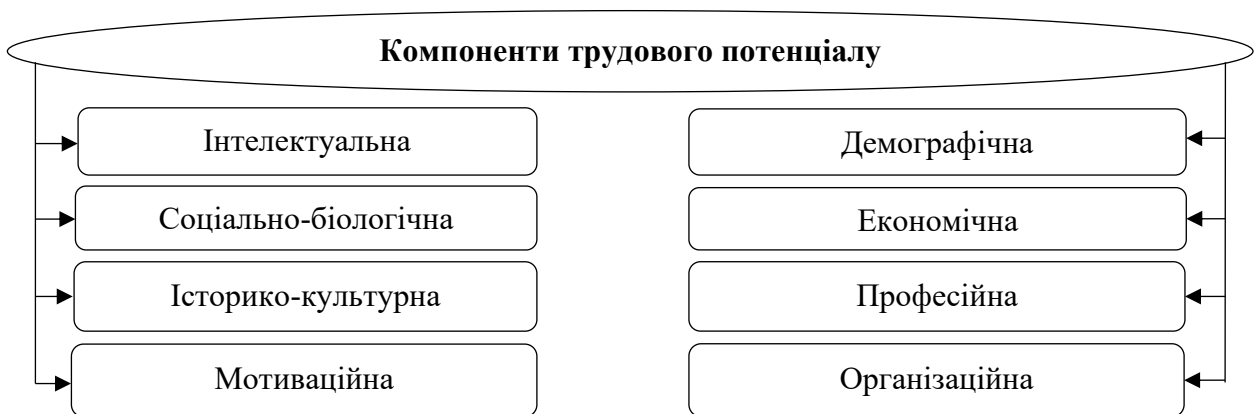 Компоненти трудового потенціалу
Інтелектуальна
Соціально-біологічна
Історико-культурна
Мотиваційна
Демографічна
Економічна
Професійна
Організаційна